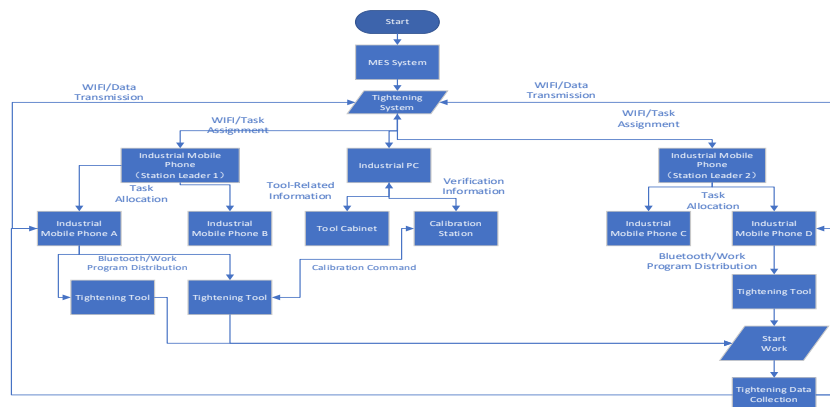 Start
MES System
WIFI/Data
Transmission
WIFI/Data
Transmission
Tightening
System
WIFI/Task
Assignment
WIFI/Task
Assignment
Industrial Mobile
Phone
（Station Leader 1）
Industrial PC
Industrial Mobile
Phone
(Station Leader 2)
Task
Allocation
Tool-Related
Information
Verification
Information
Task
Allocation
Industrial
Mobile Phone A
Industrial
Mobile Phone B
Tool Cabinet
Calibration
Station
Industrial
Mobile Phone C
Industrial
Mobile Phone D
Bluetooth/Work
Program Distribution
Calibration Command
Bluetooth/Work
Program Distribution
Tightening Tool
Tightening Tool
Tightening Tool
Start
Work
Tightening Data
Collection